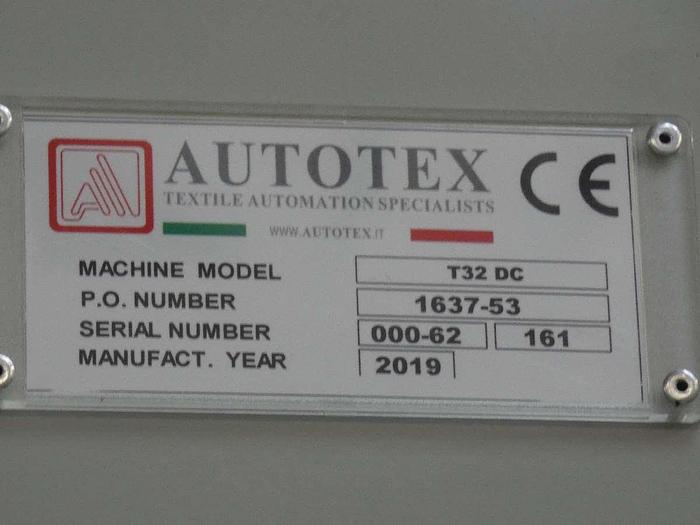 AUTOTEX CE
TEXTILE AUTOMATION SPECIALISTS
WWW.AUTOTEX.IT
MACHINE MODEL T32 DC
P.O. NUMBER 1637-53
SERIAL NUMBER 000-62 161
MANUFACT. YEAR 2019